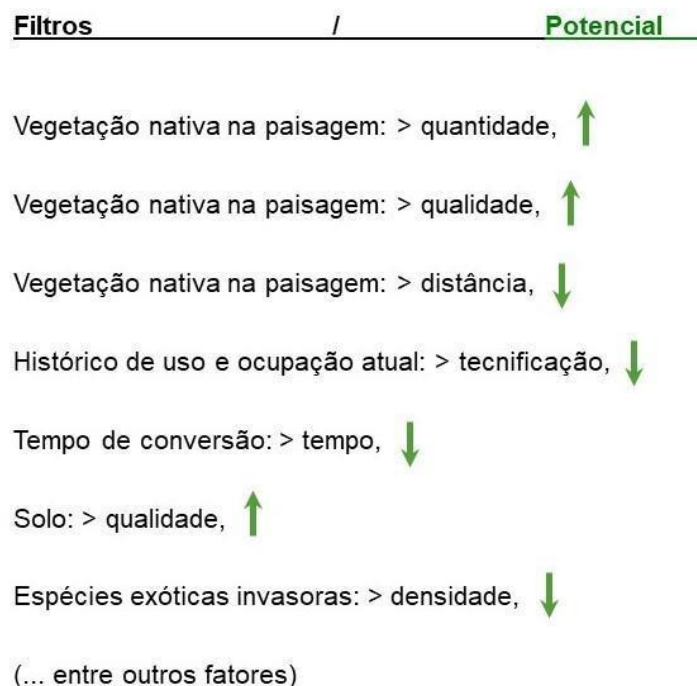 Filtros / Potencial
Vegetação nativa na paisagem: > quantidade,
Vegetação nativa na paisagem: > qualidade,
Vegetação nativa na paisagem: > distância,
Histórico de uso e ocupação atual: > tecnificação,
Tempo de conversão: > tempo,
Solo: > qualidade,
Espécies exóticas invasoras: > densidade,
(... entre outros fatores)